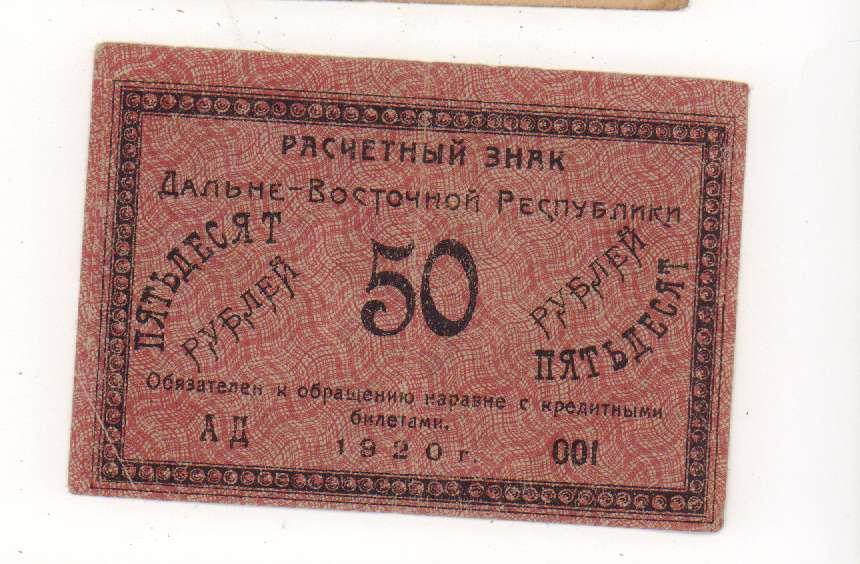 РАСЧЕТНЫЙ ЗНАК
ДАЛЬНЕ-ВОСТОЧНОЙ РЕСПУБЛИКИ
ПЯТЬДЕСЯТ
РУБЛЕЙ
50
РУБЛЕЙ
ПЯТЬДЕСЯТ
Обязателен к обращению наравне с кредитными
билетами.
АД
1920 г.
001